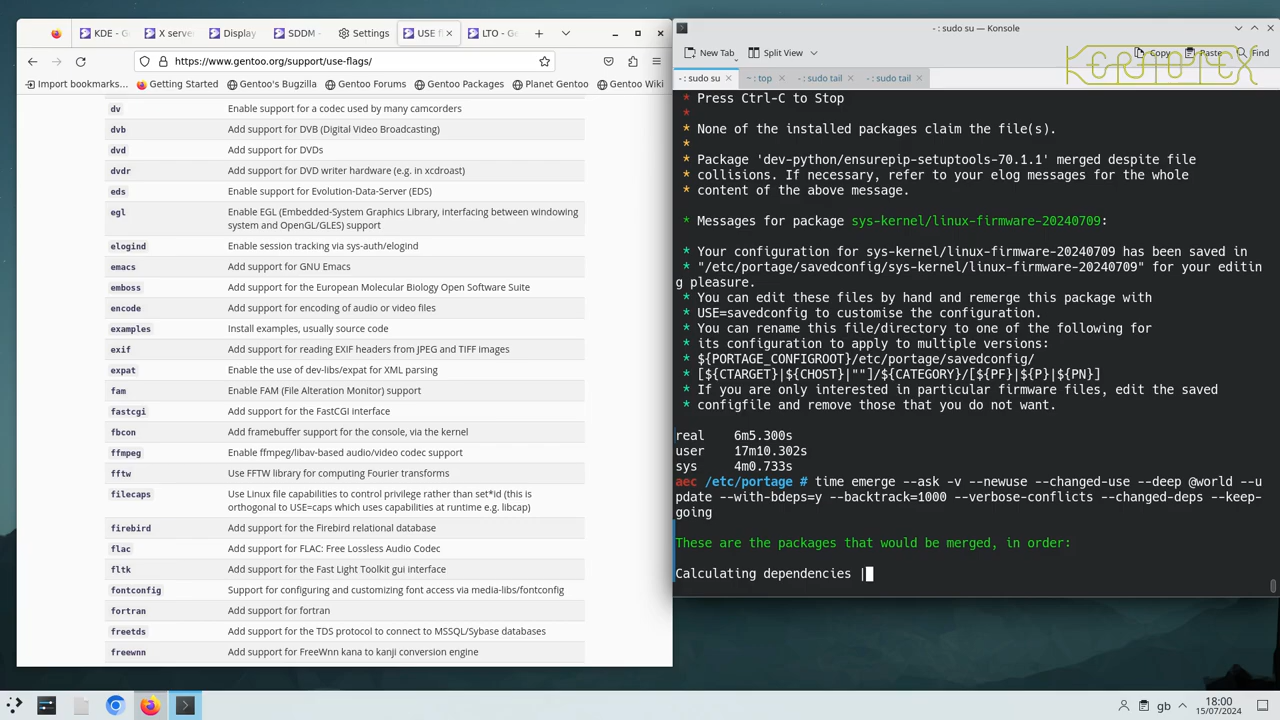 KDE - G
X serve
Display
SDDM -
Settings
USE f
LTO - G
https://www.gentoo.org/support/use-flags/
Import bookmarks...
Getting Started
Gentoo's Bugzilla
Gentoo Forums
Gentoo Packages
Planet Gentoo
Gentoo Wiki
dv Enable support for a codec used by many camcorders
dvb Add support for DVB (Digital Video Broadcasting)
dvd Add support for DVDs
dvdr Add support for DVD writer hardware (e.g. in xcdroast)
eds Enable support for Evolution-Data-Server (EDS)
egl Enable EGL (Embedded-System Graphics Library, interfacing between windowing
system and OpenGL/GLES) support
elogind Enable session tracking via sys-auth/elogind
emacs Add support for GNU Emacs
emboss Add support for the European Molecular Biology Open Software Suite
encode Add support for encoding of audio or video files
examples Install examples, usually source code
exif Add support for reading EXIF headers from JPEG and TIFF images
expat Enable the use of dev-libs/expat for XML parsing
fam Enable FAM (File Alteration Monitor) support
fastcgi Add support for the FastCGI interface
fbcon Add framebuffer support for the console, via the kernel
ffmpeg Enable ffmpeg/libav-based audio/video codec support
fftw Use FFTW library for computing Fourier transforms
filecaps Use Linux file capabilities to control privilege rather than set*id (this is
orthogonal to USE=caps which uses capabilities at runtime e.g. libcap)
firebird Add support for the Firebird relational database
flac Add support for FLAC: Free Lossless Audio Codec
fltk Add support for the Fast Light Toolkit gui interface
fontconfig Support for configuring and customizing font access via media-libs/fontconfig
fortran Add support for fortran
freetds Add support for the TDS protocol to connect to MSSQL/Sybase databases
freewnn Add support for FreeWnn kana to kanji conversion engine
- : sudo su — Konsole
New Tab
Split View
Copy
Paste
Find
KERNOTEX
- : sudo su
~ : top
- : sudo tail
- : sudo tail
* Press Ctrl-C to Stop
*
* None of the installed packages claim the file(s).
*
* Package 'dev-python/ensurepip-setuptools-70.1.1' merged despite file
* collisions. If necessary, refer to your elog messages for the whole
* content of the above message.
* Messages for package sys-kernel/linux-firmware-20240709:
* Your configuration for sys-kernel/linux-firmware-20240709 has been saved in
* "/etc/portage/savedconfig/sys-kernel/linux-firmware-20240709" for your editin
g pleasure.
* You can edit these files by hand and remerge this package with
* USE=savedconfig to customise the configuration.
* You can rename this file/directory to one of the following for
* its configuration to apply to multiple versions:
* ${PORTAGE_CONFIGROOT}/etc/portage/savedconfig/
* [${CTARGET}|${CHOST}|""]/${CATEGORY}/[${PF}|${P}|${PN}]
* If you are only interested in particular firmware files, edit the saved
* configfile and remove those that you do not want.
real 6m5.300s
user 17m10.302s
sys 4m0.733s
aec /etc/portage # time emerge --ask -v --newuse --changed-use --deep @world --u
pdate --with-bdeps=y --backtrack=1000 --verbose-conflicts --changed-deps --keep-
going
These are the packages that would be merged, in order:
Calculating dependencies |
gb
18:00
15/07/2024